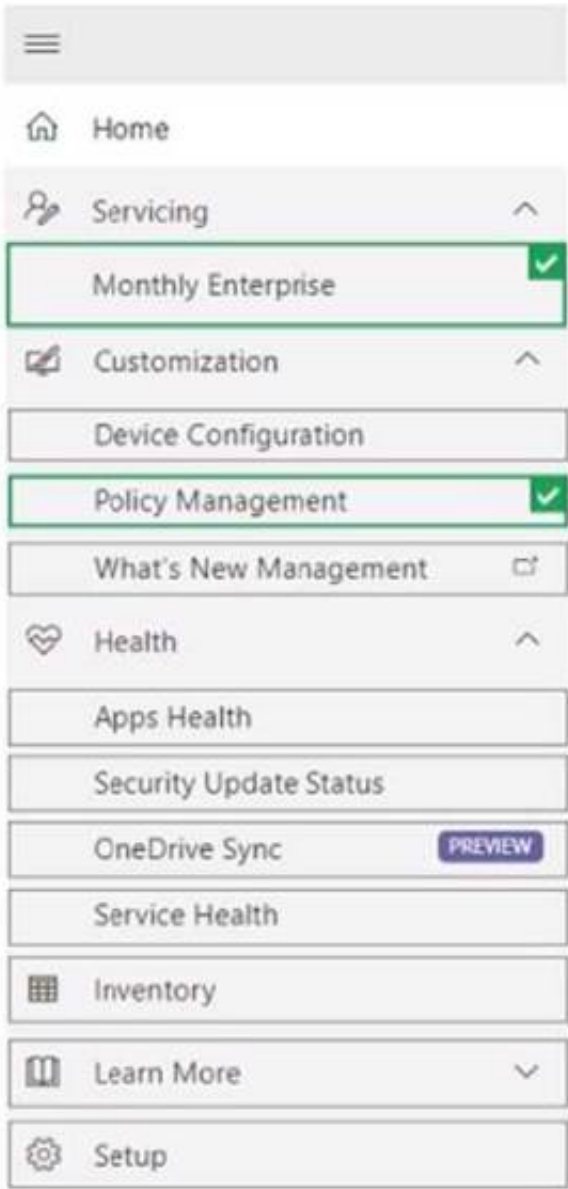 Home
Servicing
Monthly Enterprise
Customization
Device Configuration
Policy Management
What's New Management
Health
Apps Health
Security Update Status
OneDrive Sync PREVIEW
Service Health
Inventory
Learn More
Setup